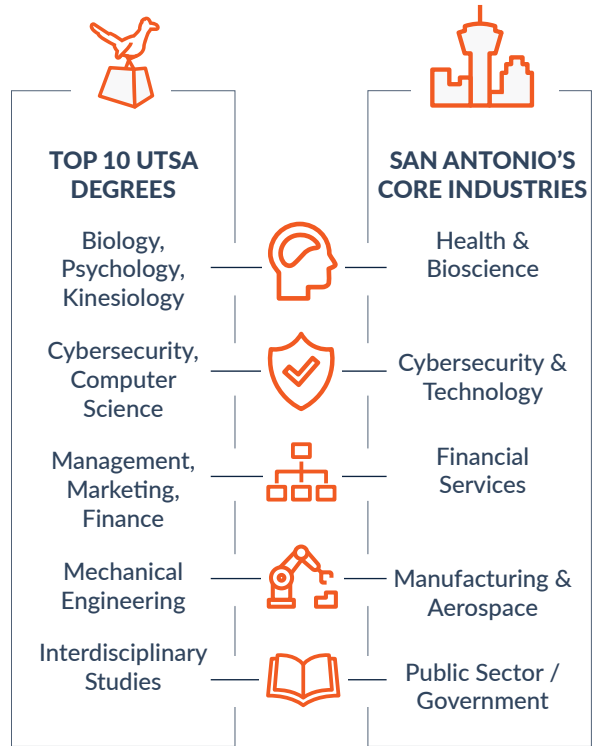 TOP 10 UTSA
DEGREES
Biology,
Psychology,
Kinesiology
Cybersecurity,
Computer
Science
Management,
Marketing,
Finance
Mechanical
Engineering
Interdisciplinary
Studies
SAN ANTONIO’S
CORE INDUSTRIES
Health &
Bioscience
Cybersecurity &
Technology
Financial
Services
Manufacturing &
Aerospace
Public Sector /
Government